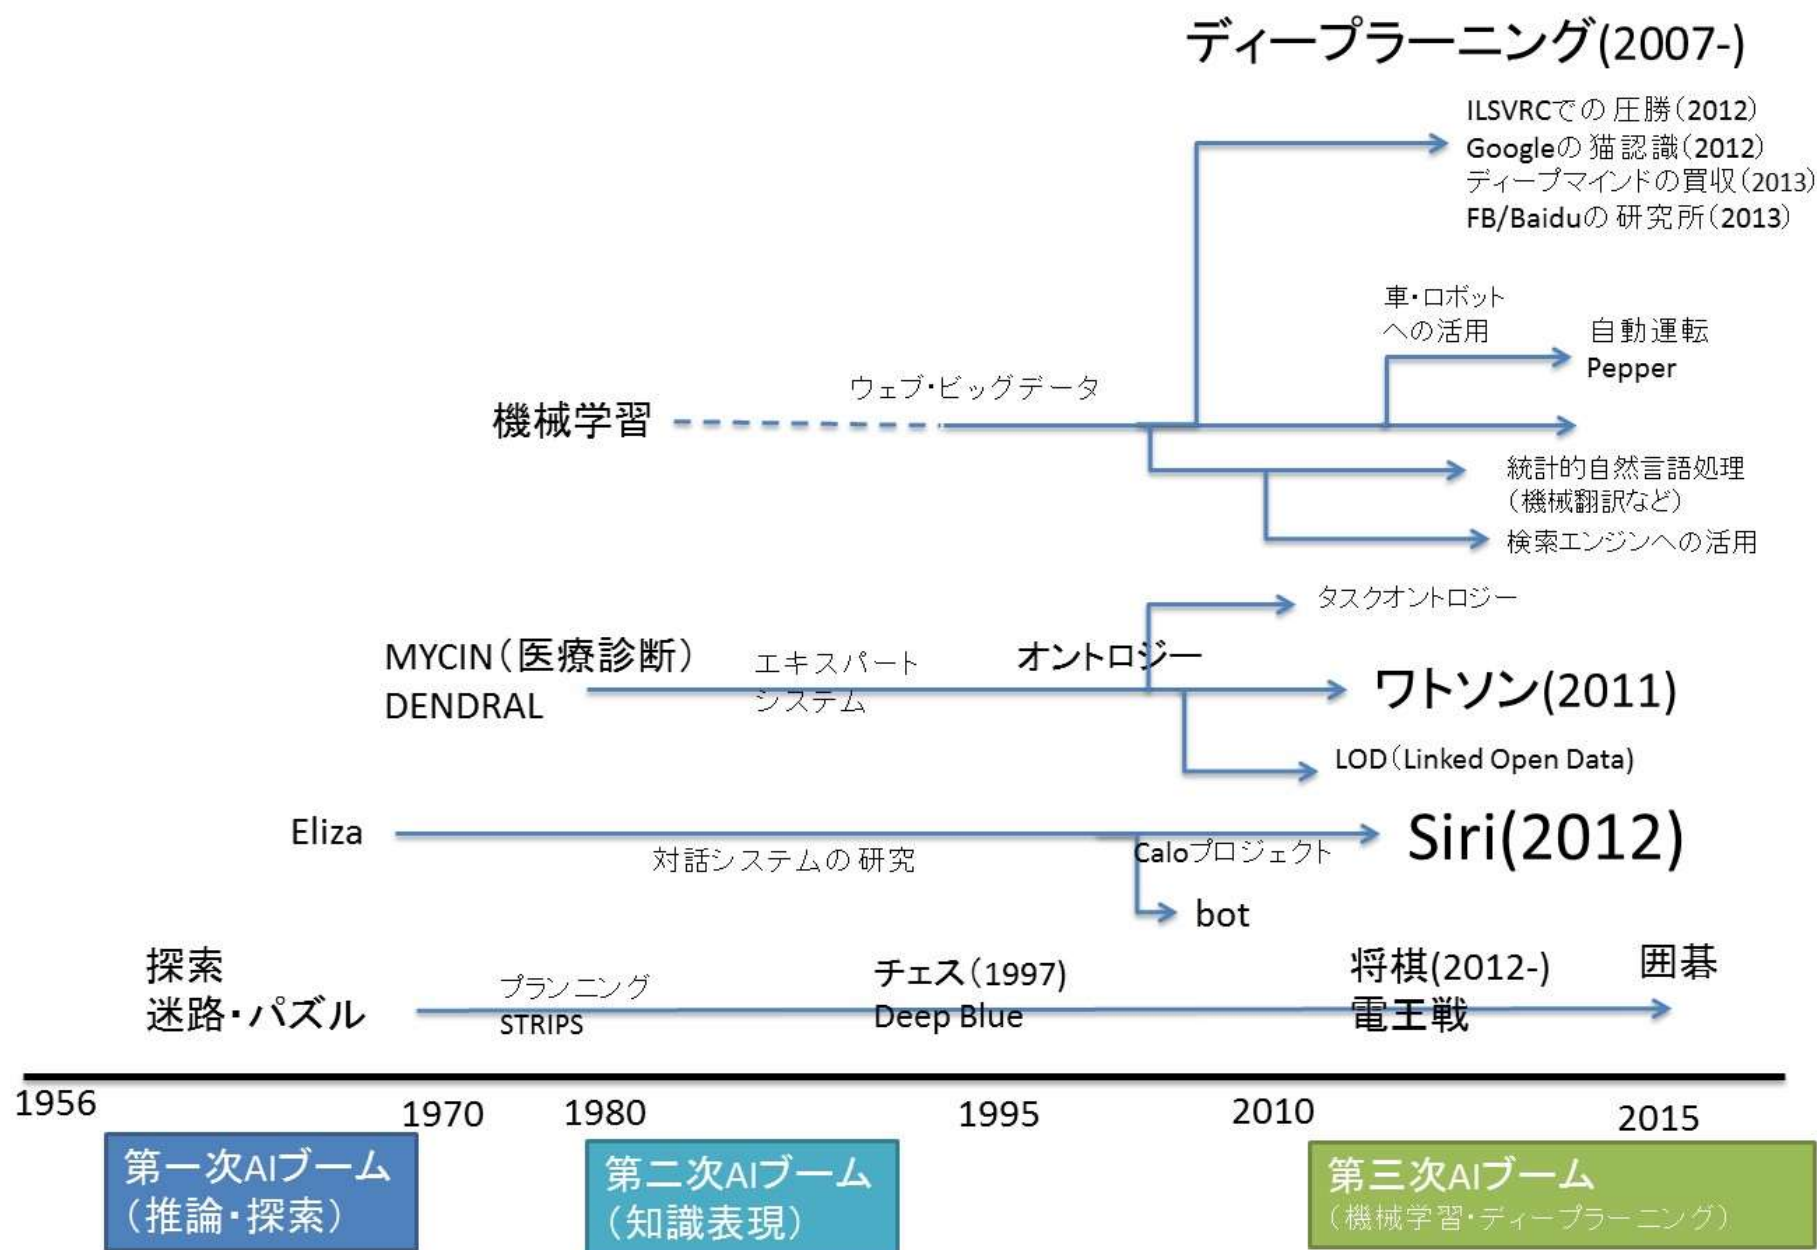 ディープラーニング(2007-)
ILSVRCでの圧勝(2012)
Googleの猫認識(2012)
ディープマインドの買収(2013)
FB/Baiduの研究所(2013)
車・ロボット
への活用
自動運転
Pepper
ウェブ・ビッグデータ
機械学習
統計的自然言語処理
(機械翻訳など)
検索エンジンへの活用
タスクオントロジー
MYCIN(医療診断)
DENDRAL
エキスパート
システム
オントロジー
ワトソン(2011)
LOD(Linked Open Data)
Eliza
対話システムの研究
Caloプロジェクト
Siri(2012)
bot
探索
迷路・パズル
プランニング
STRIPS
チェス(1997)
Deep Blue
将棋(2012-)
電王戦
囲碁
1956
1970
1980
1995
2010
2015
第一次AIブーム
(推論・探索)
第二次AIブーム
(知識表現)
第三次AIブーム
(機械学習・ディープラーニング)